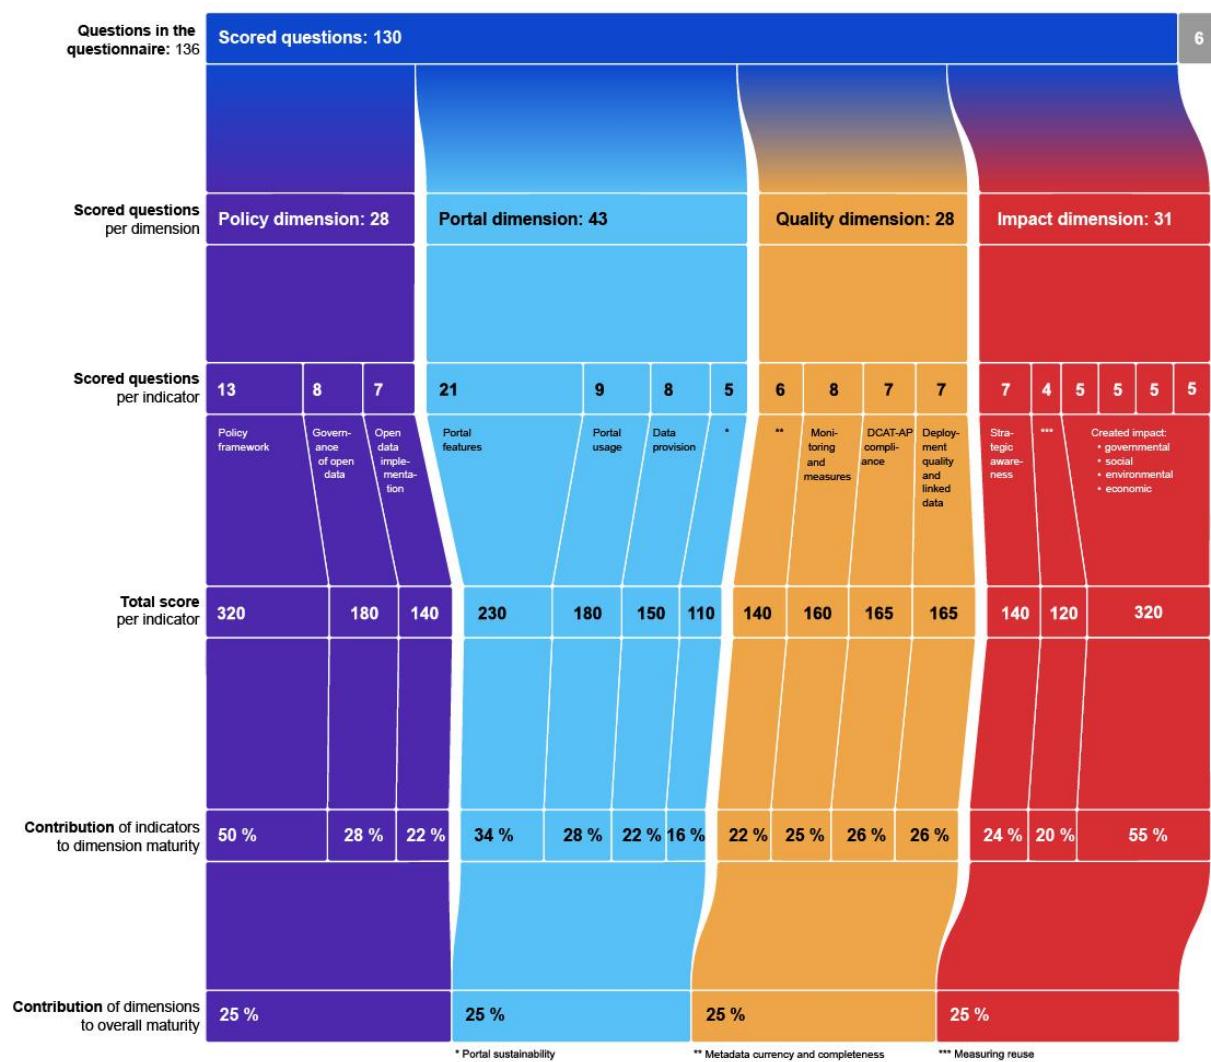 Questions in the
questionnaire: 136
Scored questions: 130
6
Scored questions
per dimension
Policy dimension: 28
Portal dimension: 43
Quality dimension: 28
Impact dimension: 31
Scored questions
per indicator
13
8
7
21
9
8
5
6
8
7
7
7
4
5
5
5
5
Policy
framework
Govern-
ance
of open
data
Open
data
imple-
menta-
tion
Portal
features
Portal
usage
Data
provision
*
**
Moni-
toring
and
measures
DCAT-AP
compli-
ance
Deploy-
ment
quality
and
linked
data
Stra-
tegic
aware-
ness
***
Created impact:
• governmental
• social
• environmental
• economic
Total score
per indicator
320
180
140
230
180
150
110
140
160
165
165
140
120
320
Contribution of indicators
to dimension maturity
50 %
28 %
22 %
34 %
28 %
22 %
16 %
22 %
25 %
26 %
26 %
24 %
20 %
55 %
Contribution of dimensions
to overall maturity
25 %
25 %
25 %
25 %
* Portal sustainability
** Metadata currency and completeness
*** Measuring reuse